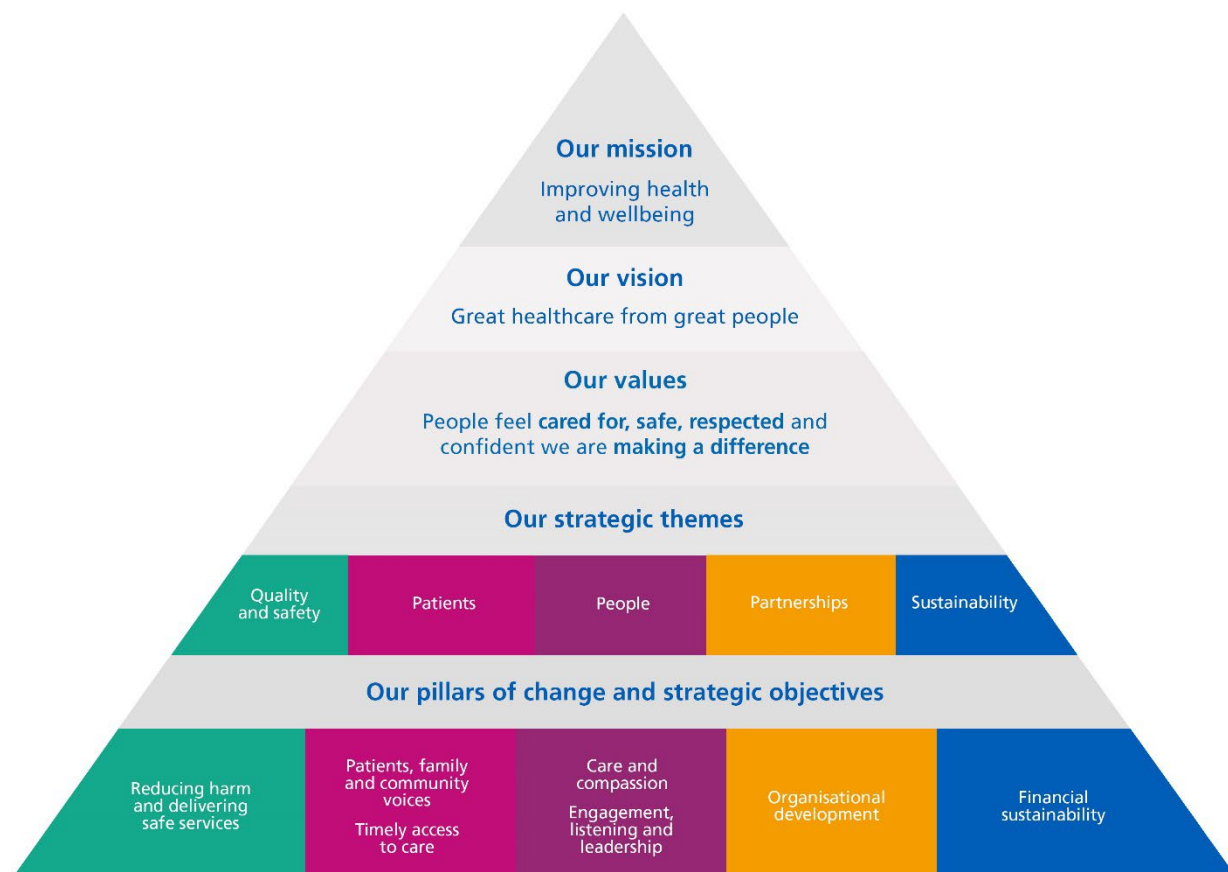 Our mission
Improving health
and wellbeing
Our vision
Great healthcare from great people
Our values
People feel cared for, safe, respected and
confident we are making a difference
Our strategic themes
Quality
and safety
Patients
People
Partnerships
Sustainability
Our pillars of change and strategic objectives
Reducing harm
and delivering
safe services
Patients, family
and community
voices
Timely access
to care
Care and
compassion
Engagement,
listening and
leadership
Organisational
development
Financial
sustainability